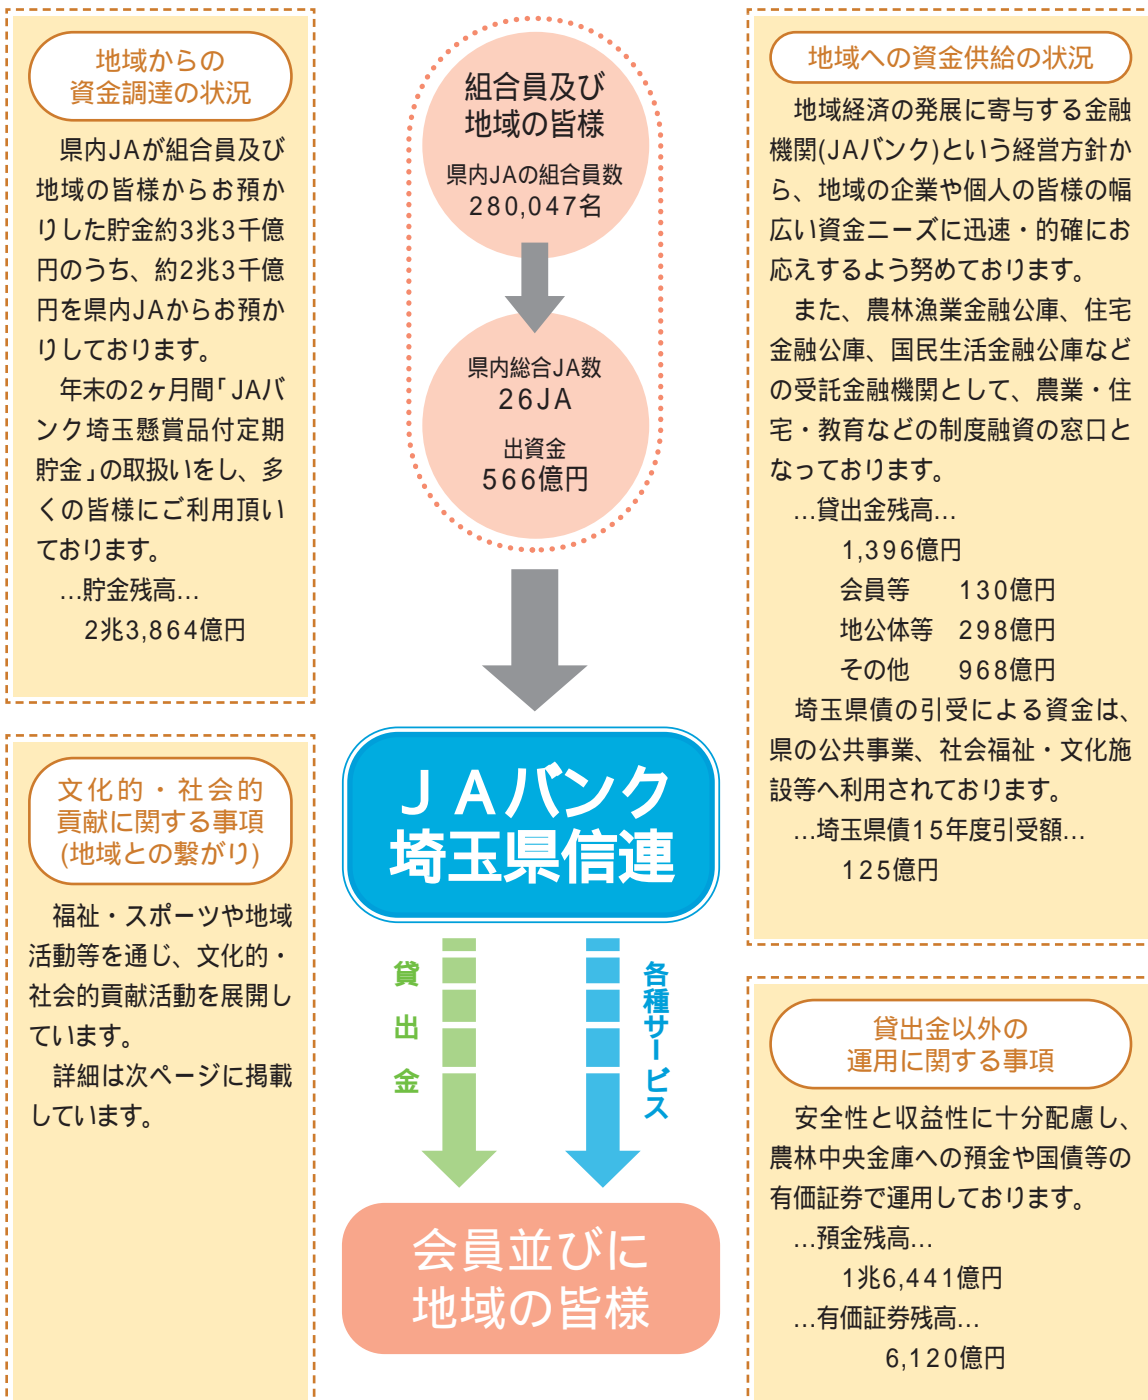 地域からの
資金調達の状況
県内JAが組合員及び
地域の皆様からお預か
りした貯金約3兆3千億
円のうち、約2兆3千億
円を県内JAからお預か
りしております。
年末の2ヶ月間「JAバ
ンク埼玉懸賞品付定期
貯金」の取扱いをし、多
くの皆様にご利用頂い
ております。
…貯金残高…
2兆3,864億円
文化的・社会的
貢献に関する事項
(地域との繋がり)
福祉・スポーツや地域
活動等を通じ、文化的・
社会的貢献活動を展開し
ています。
詳細は次ページに掲載
しています。
組合員及び
地域の皆様
県内JAの組合員数
280,047名
県内総合JA数
26JA
出資金
566億円
JAバンク
埼玉県信連
貸出金
各種サービス
会員並びに
地域の皆様
地域への資金供給の状況
地域経済の発展に寄与する金融
機関(JAバンク)という経営方針か
ら、地域の企業や個人の皆様の幅
広い資金ニーズに迅速・的確にお
応えするよう努めております。
また、農林漁業金融公庫、住宅
金融公庫、国民生活金融公庫など
の受託金融機関として、農業・住
宅・教育などの制度融資の窓口と
なっております。
…貸出金残高…
1,396億円
会員等 130億円
地公体等 298億円
その他 968億円
埼玉県債の引受による資金は、
県の公共事業、社会福祉・文化施
設等へ利用されております。
…埼玉県債15年度引受額…
125億円
貸出金以外の
運用に関する事項
安全性と収益性に十分配慮し、
農林中央金庫への預金や国債等の
有価証券で運用しております。
…預金残高…
1兆6,441億円
…有価証券残高…
6,120億円